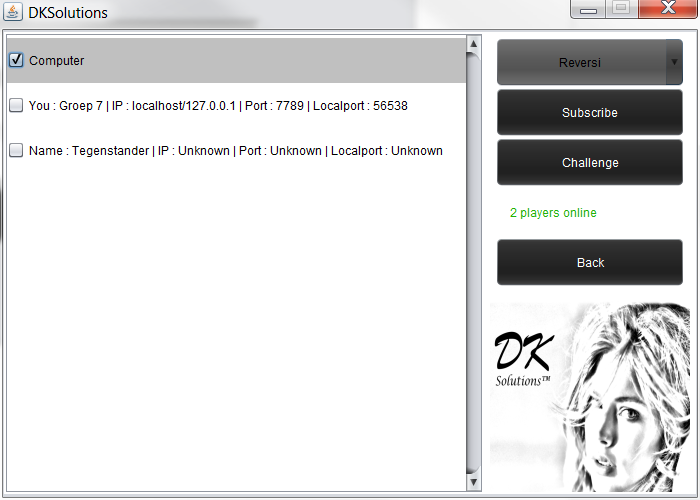 DKSolutions
Computer
You : Groep 7 | IP : localhost/127.0.0.1 | Port : 7789 | Localport : 56538
Name : Tegenstander | IP : Unknown | Port : Unknown | Localport : Unknown
Reversi
Subscribe
Challenge
2 players online
Back
DK
Solutions™